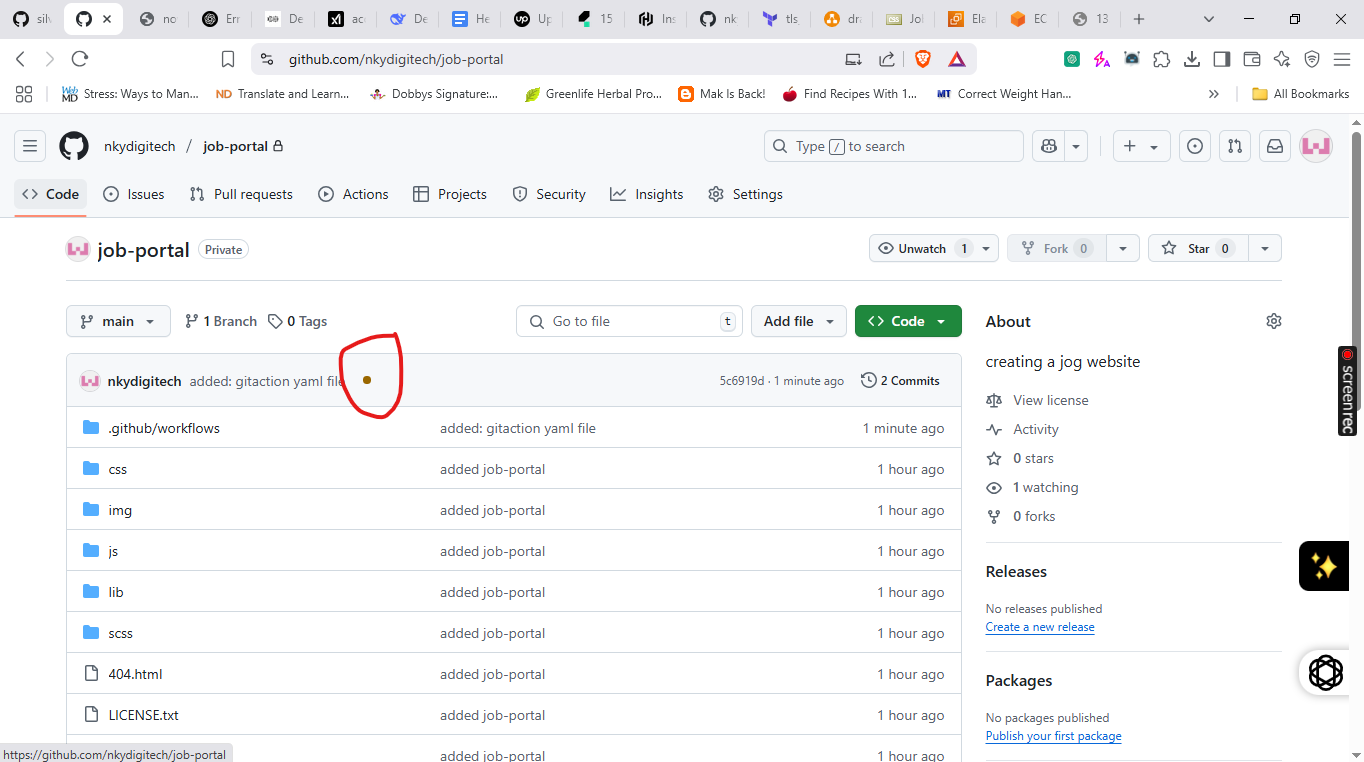 silv
no
Err
De
acc
De
He
Up
15
Ins
nk
tls_
dra
Jol
Ela
EC
13
github.com/nkydigitech/job-portal
Web MD Stress: Ways to Man...
ND Translate and Learn...
Dobbys Signature:...
Greenlife Herbal Pro...
Mak Is Back!
Find Recipes With 1...
MT Correct Weight Han...
All Bookmarks
nkydigitech / job-portal
Type / to search
Code
Issues
Pull requests
Actions
Projects
Security
Insights
Settings
job-portal Private
Unwatch 1
Fork 0
Star 0
main
1 Branch
0 Tags
Go to file t
Add file
Code
nkydigitech added: gitaction yaml file
5c6919d · 1 minute ago
2 Commits
.github/workflows added: gitaction yaml file 1 minute ago
css added job-portal 1 hour ago
img added job-portal 1 hour ago
js added job-portal 1 hour ago
lib added job-portal 1 hour ago
scss added job-portal 1 hour ago
404.html added job-portal 1 hour ago
LICENSE.txt added job-portal 1 hour ago
added job-portal 1 hour ago
About
creating a jog website
View license
Activity
0 stars
1 watching
0 forks
Releases
No releases published
Create a new release
Packages
No packages published
Publish your first package
screenrec
https://github.com/nkydigitech/job-portal